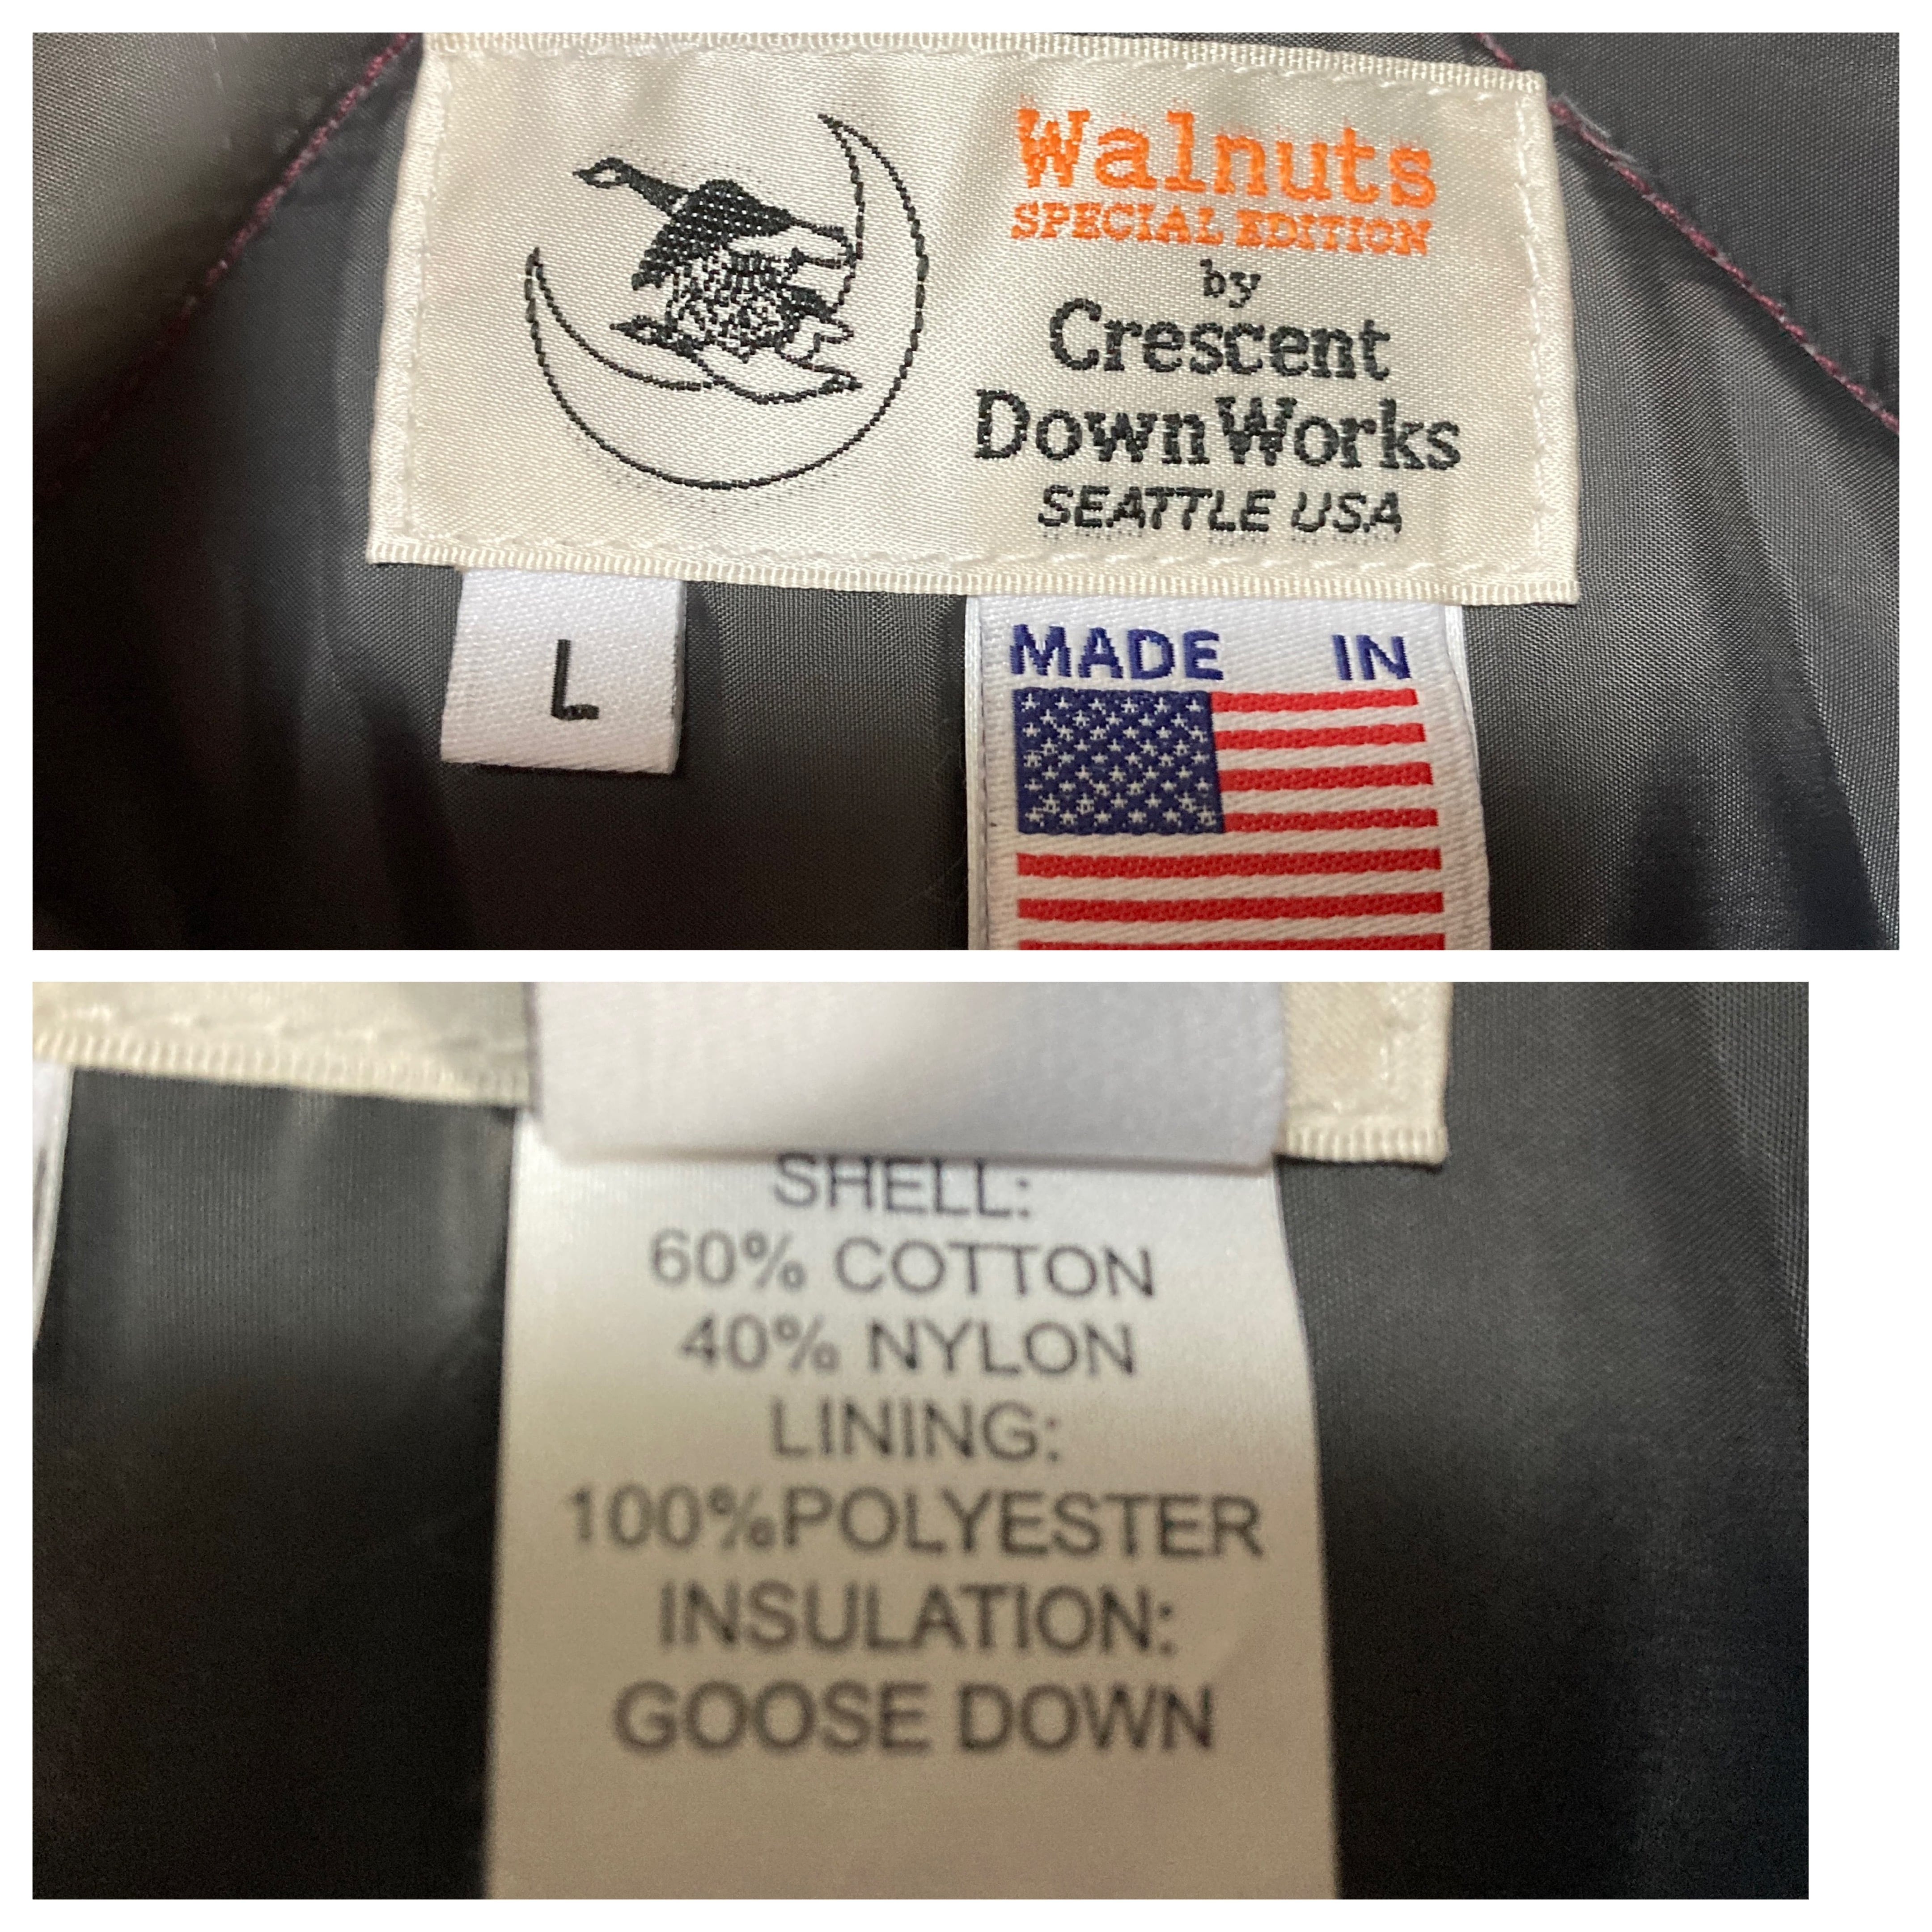 Walnuts
SPECIAL EDITION
by
Crescent
DownWorks
SEATTLE USA
L
MADE IN
SHELL:
60% COTTON
40% NYLON
LINING:
100%POLYESTER
INSULATION:
GOOSE DOWN